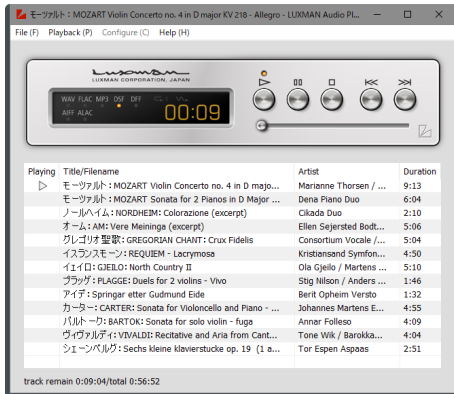 モーツァルト：MOZART Violin Concerto no. 4 in D major KV 218 - Allegro - LUXMAN Audio Pl...
File (F) Playback (P) Configure (C) Help (H)
Luxman
LUXMAN CORPORATION. JAPAN
WAV FLAC MP3 DSF DFF
AIFF ALAC
00:09
Playing Title/Filename Artist Duration
モーツァルト：MOZART Violin Concerto no. 4 in D majo... Marianne Thorsen / ... 9:13
モーツァルト：MOZART Sonata for 2 Pianos in D Major ... Dena Piano Duo 6:04
ノールヘイム：NORDHEIM: Colorazione (excerpt) Cikada Duo 2:10
オーム：AM: Vere Meininga (excerpt) Ellen Sejersted Bodt... 5:06
グレゴリオ聖歌：GREGORIAN CHANT: Crux Fidelis Consortium Vocale /... 5:04
イスランスモーン：REQUIEM - Lacrymosa Kristiansand Symfon... 4:50
イェイロ：GJEILO: North Country II Ola Gjeilo / Martens ... 5:10
プラッゲ：PLAGGE: Duels for 2 violins - Vivo Stig Nilson / Anders ... 1:46
アイデ：Springar etter Gudmund Eide Berit Opheim Versto 1:32
カーター：CARTER: Sonata for Violoncello and Piano - ... Johannes Martens E... 4:55
バルトーク：BARTOK: Sonata for solo violin - fuga Annar Folleso 4:09
ヴィヴァルディ：VIVALDI: Recitative and Aria from Cant... Tone Wik / Barokka... 4:04
シェーンベルグ：Sechs kleine klavierstucke op. 19 (1 a... Tor Espen Aspaas 2:51
track remain 0:09:04/total 0:56:52